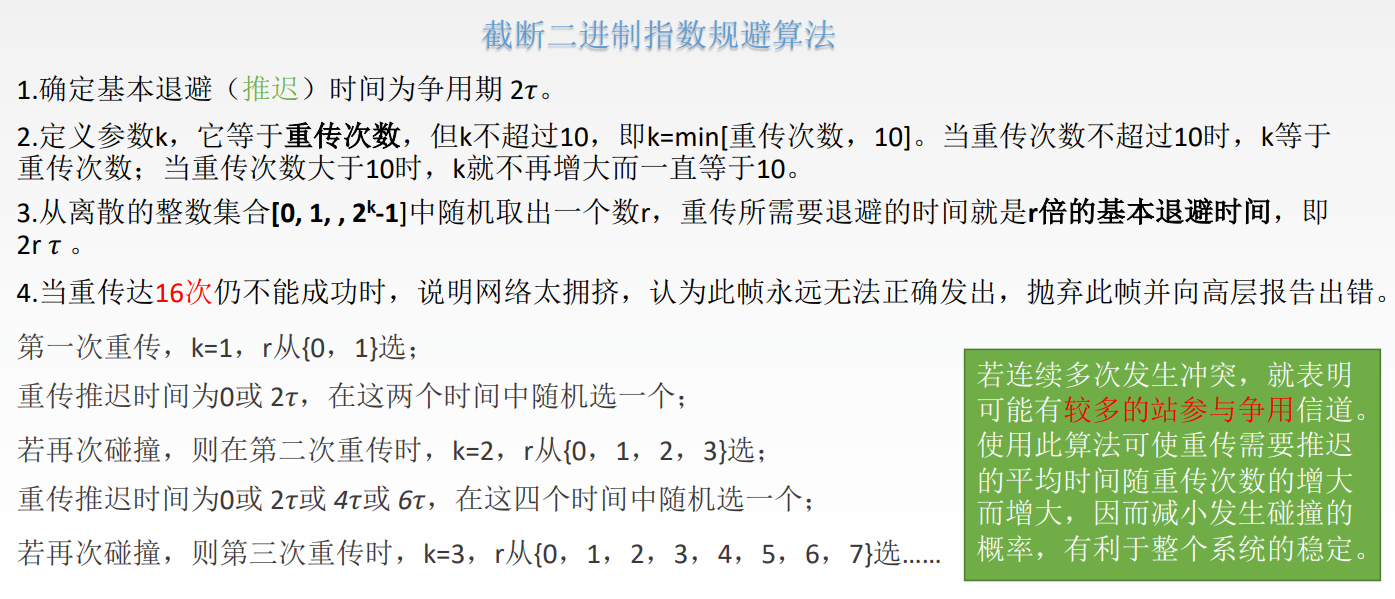 截断二进制指数规避算法
1.确定基本退避（推迟）时间为争用期 2τ。
2.定义参数k，它等于重传次数，但k不超过10，即k=min[重传次数，10]。当重传次数不超过10时，k等于
重传次数；当重传次数大于10时，k就不再增大而一直等于10。
3.从离散的整数集合[0, 1, , 2ᵏ-1]中随机取出一个数r，重传所需要退避的时间就是r倍的基本退避时间，即
2r τ 。
4.当重传达16次仍不能成功时，说明网络太拥挤，认为此帧永远无法正确发出，抛弃此帧并向高层报告出错。
第一次重传，k=1，r从{0，1}选；
重传推迟时间为0或 2τ，在这两个时间中随机选一个；
若再次碰撞，则在第二次重传时，k=2，r从{0，1，2，3}选；
重传推迟时间为0或 2τ或 4τ或 6τ，在这四个时间中随机选一个；
若再次碰撞，则第三次重传时，k=3，r从{0，1，2，3，4，5，6，7}选……
若连续多次发生冲突，就表明
可能有较多的站参与争用信道。
使用此算法可使重传需要推迟
的平均时间随重传次数的增大
而增大，因而减小发生碰撞的
概率，有利于整个系统的稳定。